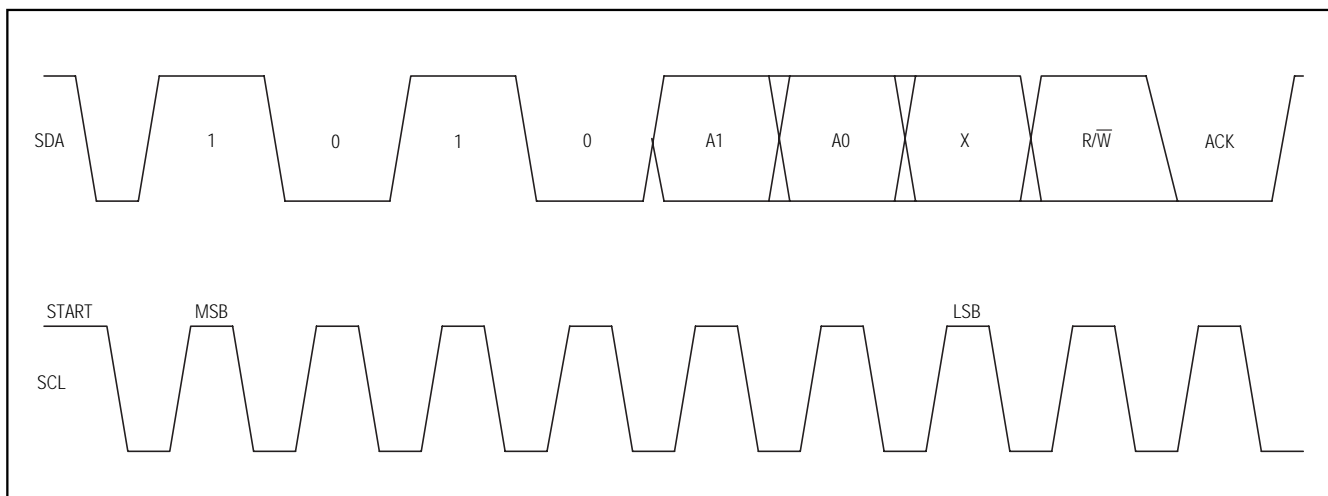 SDA 1 0 1 0 A1 A0 X R/W̅ ACK
START MSB LSB
SCL